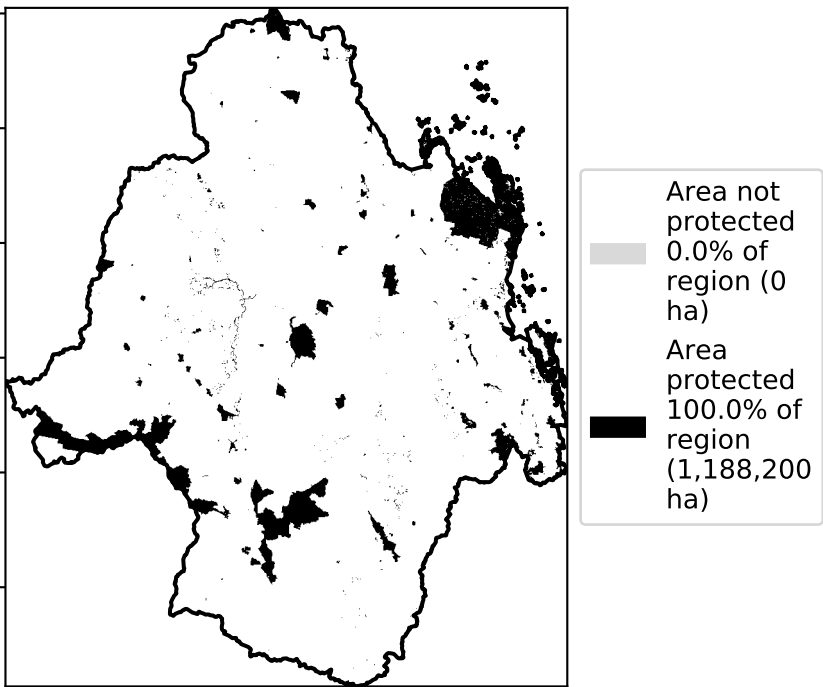 Area not
protected
0.0% of
region (0
ha)
Area
protected
100.0% of
region
(1,188,200
ha)